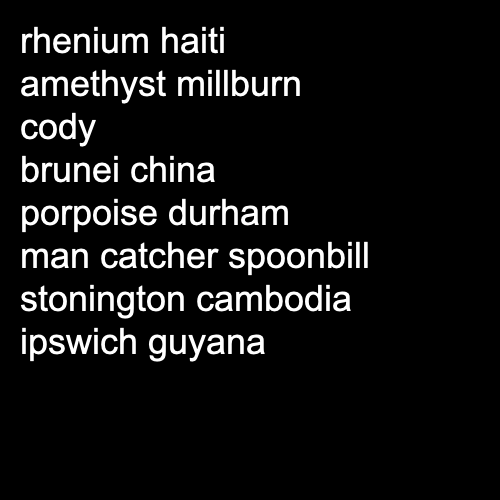 rhenium haiti
amethyst millburn
cody
brunei china
porpoise durham
man catcher spoonbill
stonington cambodia
ipswich guyana